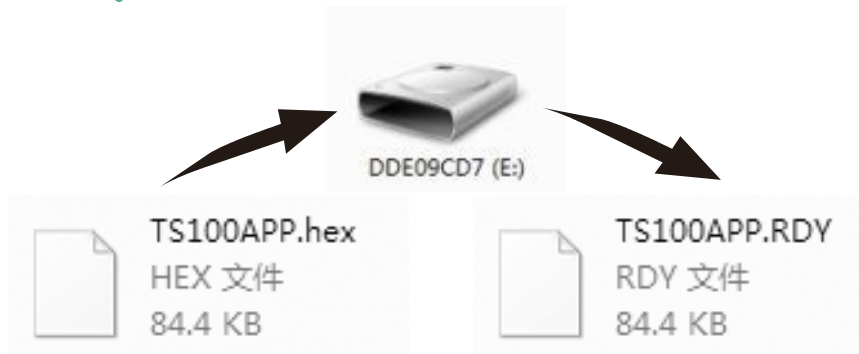 DDE09CD7 (E:)
TS100APP.hex
HEX 文件
84.4 KB
TS100APP.RDY
RDY 文件
84.4 KB